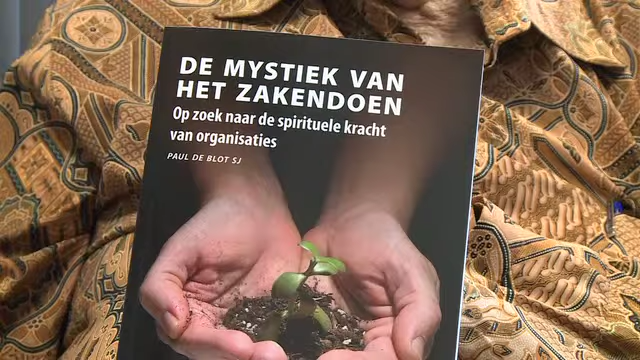 DE MYSTIEK VAN
HET ZAKENDOEN
Op zoek naar de spirituele kracht
van organisaties
PAUL DE BLOT SJ